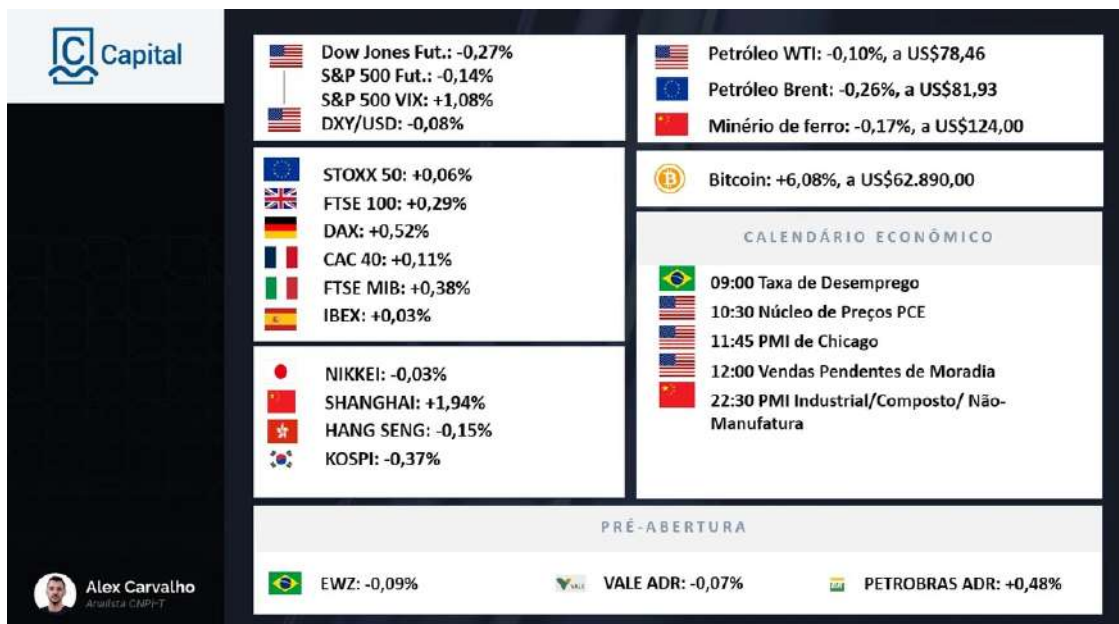 Capital
Dow Jones Fut.: -0,27%
S&P 500 Fut.: -0,14%
S&P 500 VIX: +1,08%
DXY/USD: -0,08%
STOXX 50: +0,06%
FTSE 100: +0,29%
DAX: +0,52%
CAC 40: +0,11%
FTSE MIB: +0,38%
IBEX: +0,03%
NIKKEI: -0,03%
SHANGHAI: +1,94%
HANG SENG: -0,15%
KOSPI: -0,37%
Petróleo WTI: -0,10%, a US$78,46
Petróleo Brent: -0,26%, a US$81,93
Minério de ferro: -0,17%, a US$124,00
Bitcoin: +6,08%, a US$62.890,00
CALENDÁRIO ECONÔMICO
09:00 Taxa de Desemprego
10:30 Núcleo de Preços PCE
11:45 PMI de Chicago
12:00 Vendas Pendentes de Moradia
22:30 PMI Industrial/Composto/ Não-
Manufatura
PRÉ-ABERTURA
EWZ: -0,09%
VALE ADR: -0,07%
PETROBRAS ADR: +0,48%
Alex Carvalho
Analista CNPI-T